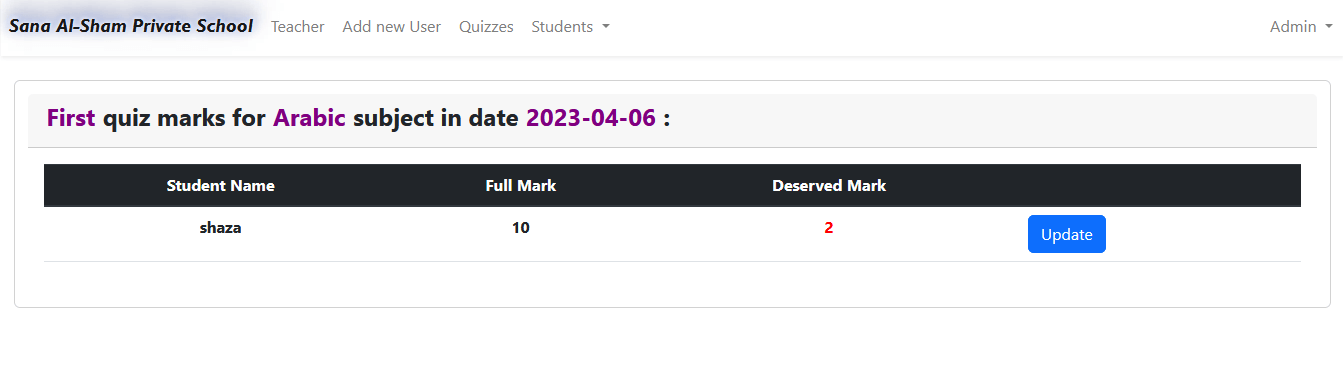 Sana Al-Sham Private School Teacher Add new User Quizzes Students Admin
First quiz marks for Arabic subject in date 2023-04-06 :
Student Name Full Mark Deserved Mark
shaza 10 2 Update